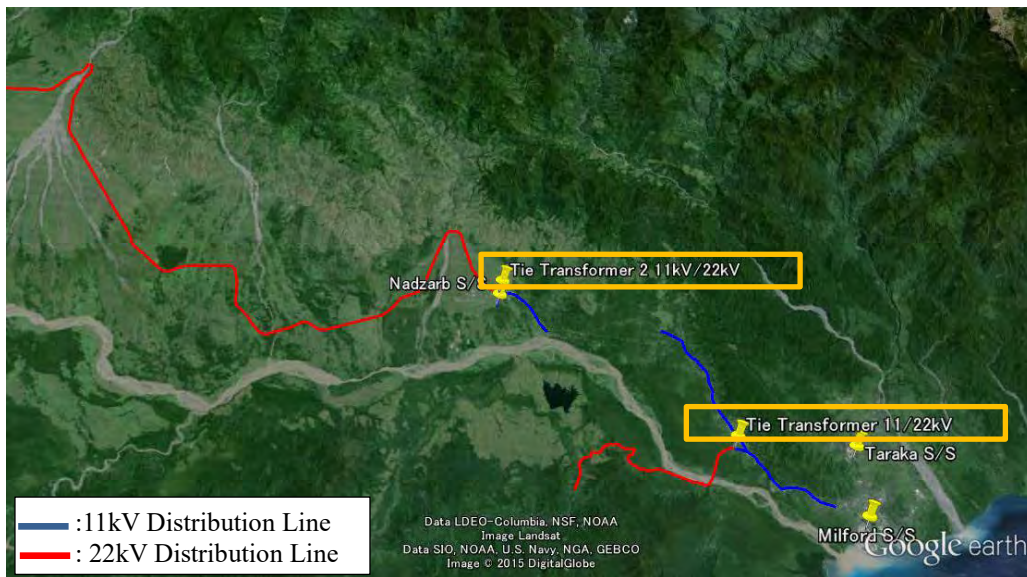 Tie Transformer 2 11kV/22kV
Nadzarb S/S
Tie Transformer 11/22kV
Taraka S/S
Milford S/S
:11kV Distribution Line
: 22kV Distribution Line
Data LDEO-Columbia, NSF, NOAA
Image Landsat
Data SIO, NOAA, U.S. Navy, NGA, GEBCO
Image © 2015 DigitalGlobe
Google earth